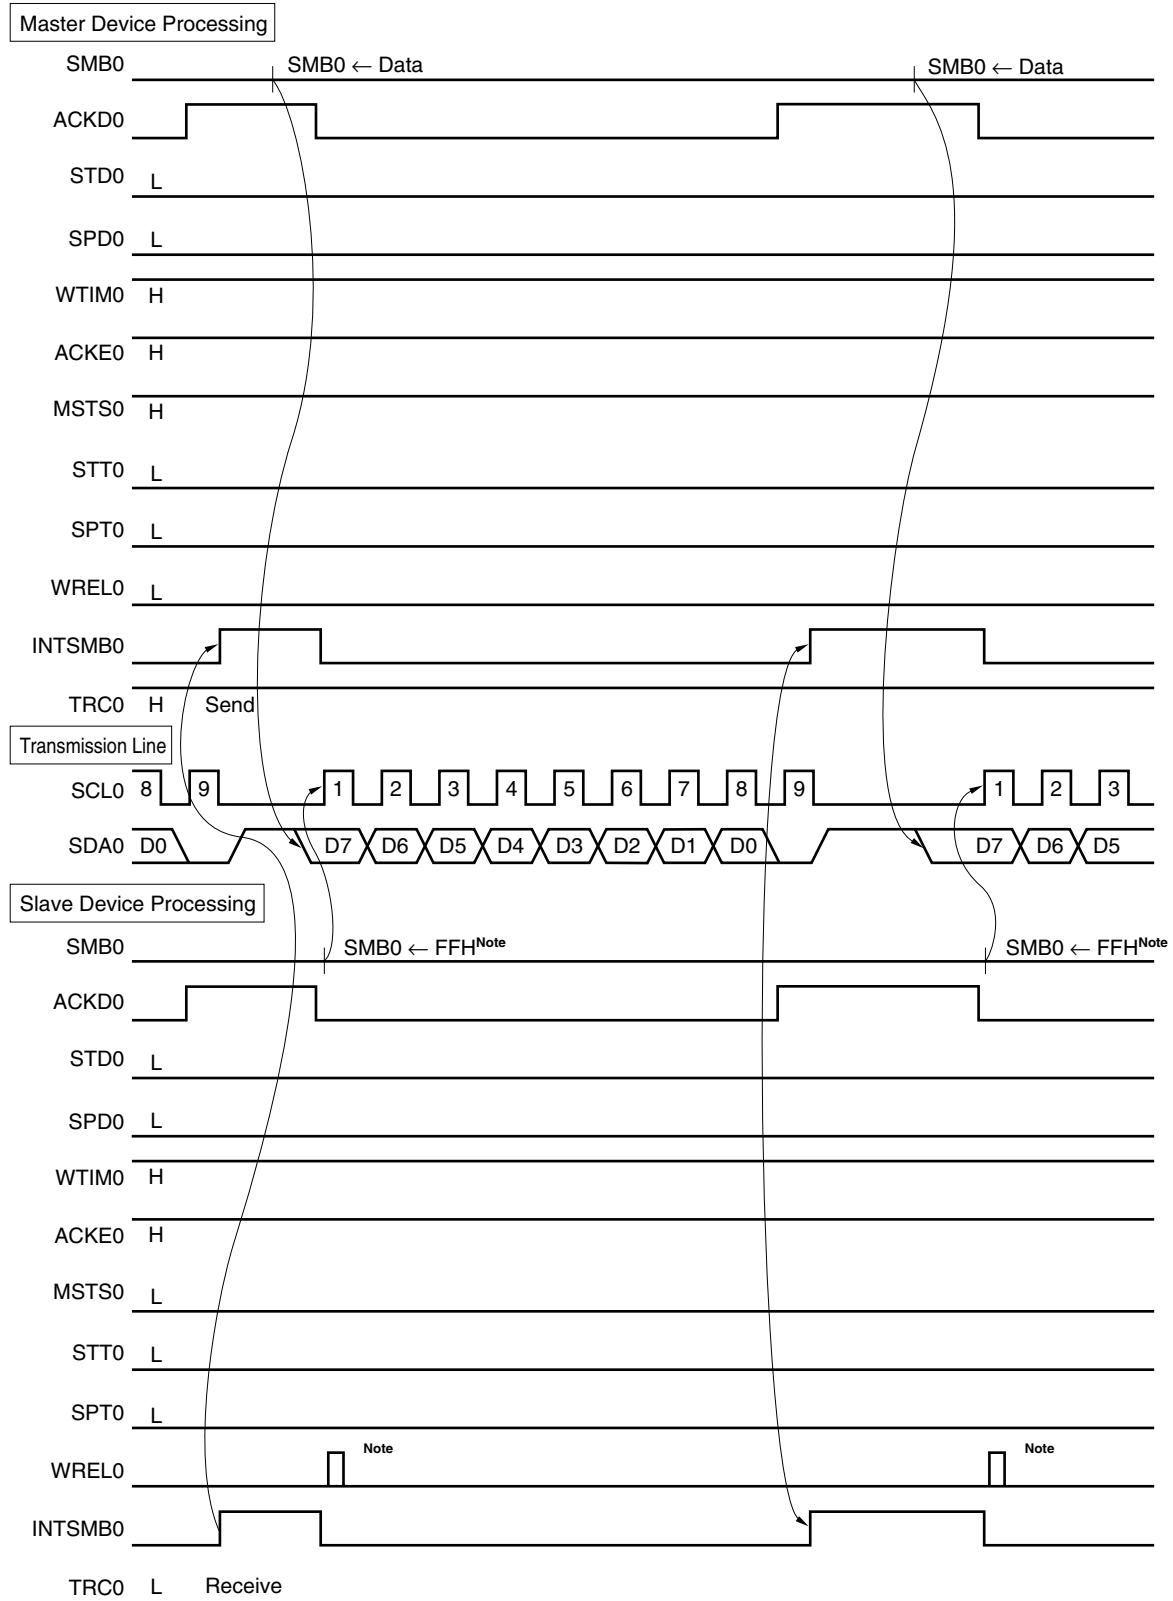 Master Device Processing
SMB0 SMB0 ← Data SMB0 ← Data
ACKD0
STD0 L
SPD0 L
WTIM0 H
ACKE0 H
MSTS0 H
STT0 L
SPT0 L
WREL0 L
INTSMB0
TRC0 H Send
Transmission Line
SCL0 8 9 1 2 3 4 5 6 7 8 9 1 2 3
SDA0 D0 D7 D6 D5 D4 D3 D2 D1 D0 D7 D6 D5
Slave Device Processing
SMB0 SMB0 ← FFHNote SMB0 ← FFHNote
ACKD0
STD0 L
SPD0 L
WTIM0 H
ACKE0 H
MSTS0 L
STT0 L
SPT0 L
WREL0 Note Note
INTSMB0
TRC0 L Receive